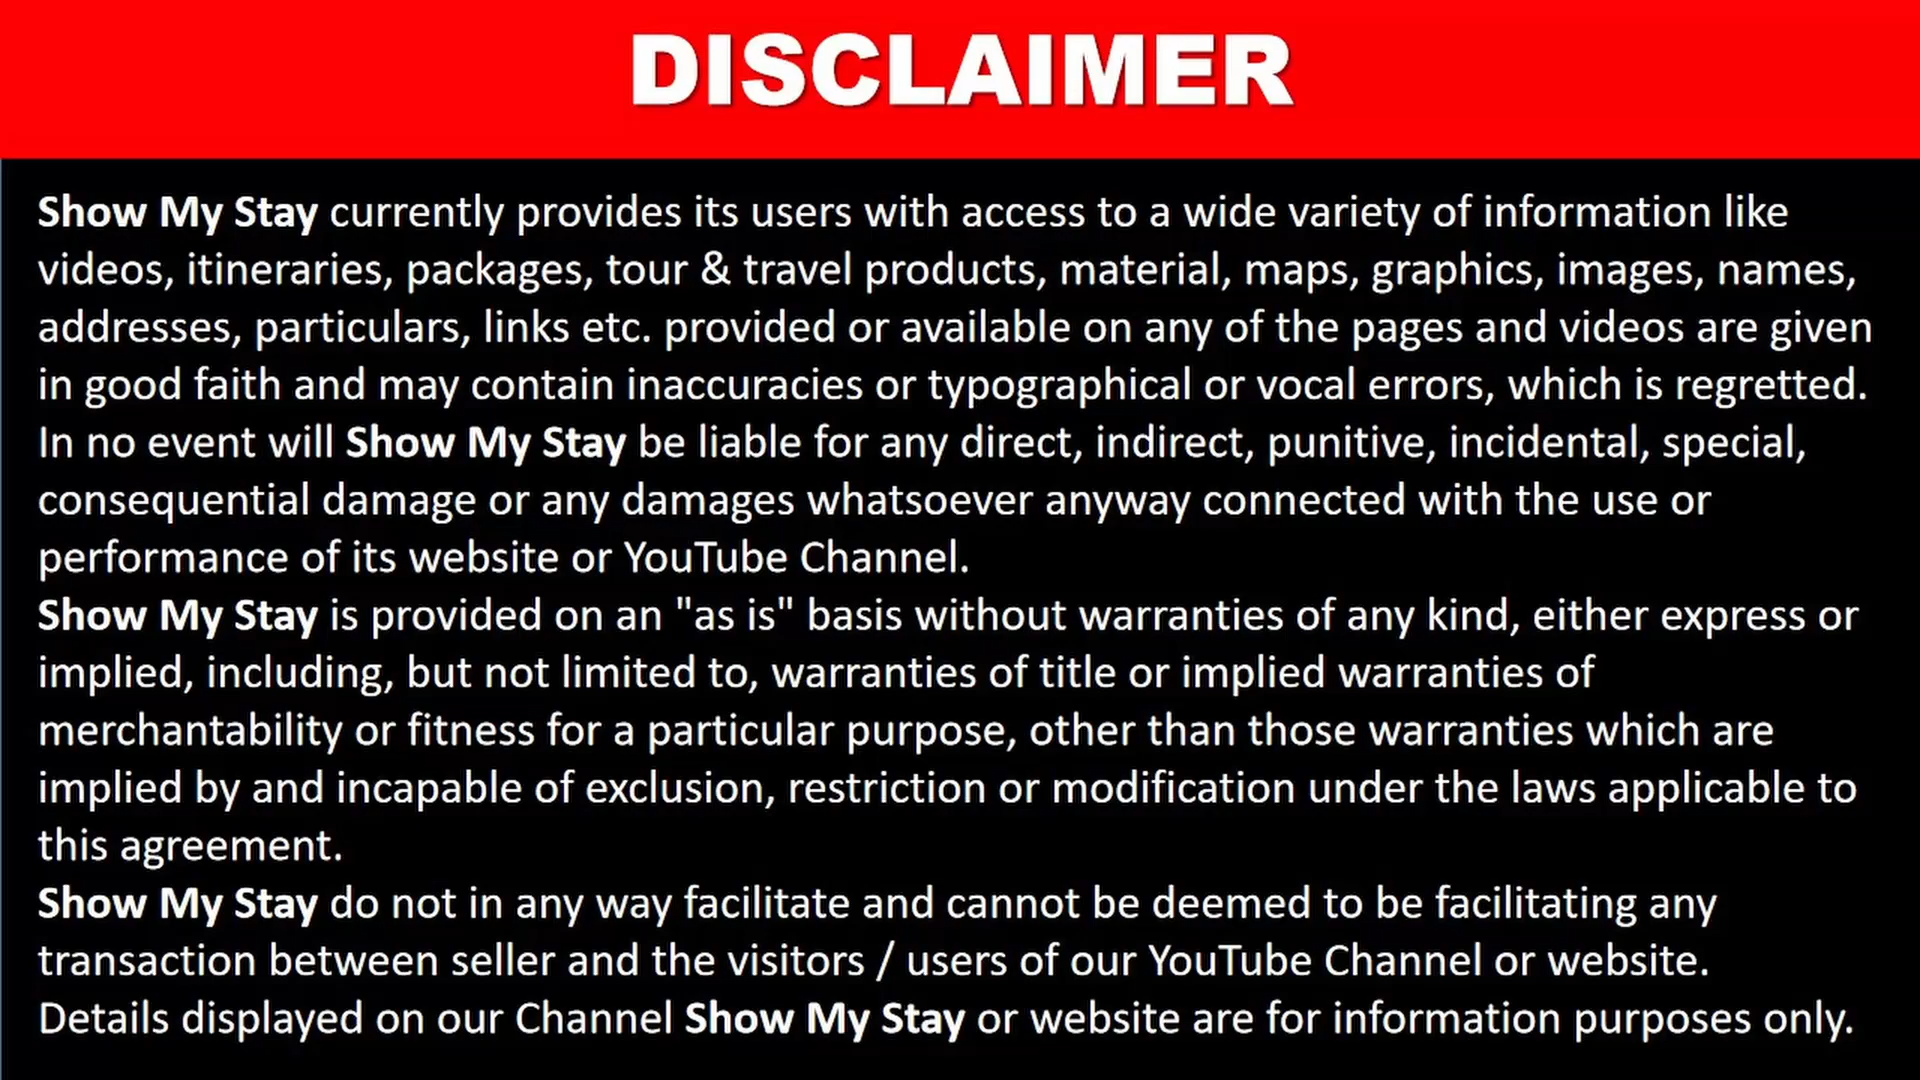 DISCLAIMER
Show My Stay currently provides its users with access to a wide variety of information like
videos, itineraries, packages, tour & travel products, material, maps, graphics, images, names,
addresses, particulars, links etc. provided or available on any of the pages and videos are given
in good faith and may contain inaccuracies or typographical or vocal errors, which is regretted.
In no event will Show My Stay be liable for any direct, indirect, punitive, incidental, special,
consequential damage or any damages whatsoever anyway connected with the use or
performance of its website or YouTube Channel.
Show My Stay is provided on an "as is" basis without warranties of any kind, either express or
implied, including, but not limited to, warranties of title or implied warranties of
merchantability or fitness for a particular purpose, other than those warranties which are
implied by and incapable of exclusion, restriction or modification under the laws applicable to
this agreement.
Show My Stay do not in any way facilitate and cannot be deemed to be facilitating any
transaction between seller and the visitors / users of our YouTube Channel or website.
Details displayed on our Channel Show My Stay or website are for information purposes only.